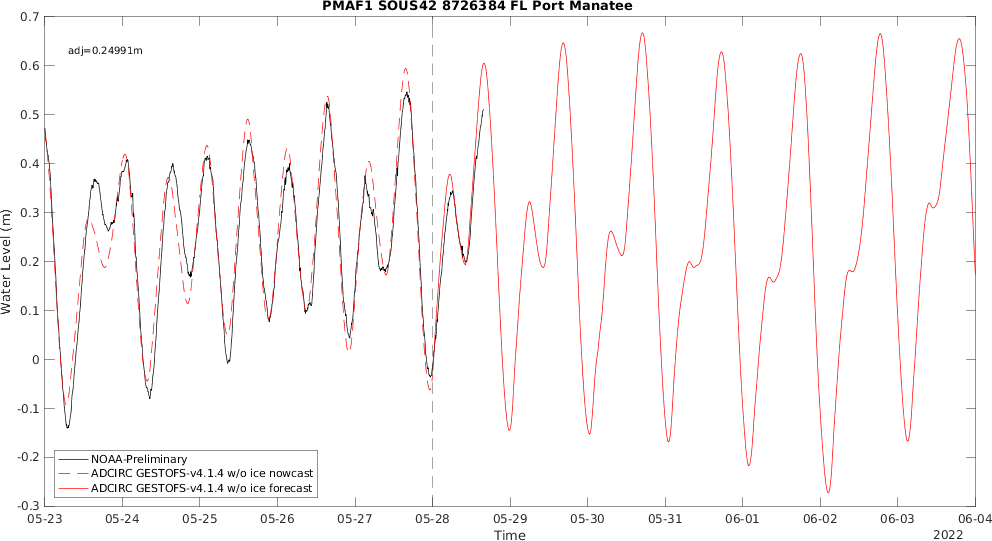 PMAF1 SOUS42 8726384 FL Port Manatee
0.7
adj=0.24991m
0.6
0.5
0.4
0.3
0.2
0.1
0
-0.1
-0.2
-0.3
Water Level (m)
NOAA-Preliminary
ADCIRC GESTOFS-v4.1.4 w/o ice nowcast
ADCIRC GESTOFS-v4.1.4 w/o ice forecast
05-23 05-24 05-25 05-26 05-27 05-28 05-29 05-30 05-31 06-01 06-02 06-03 06-04
Time
2022